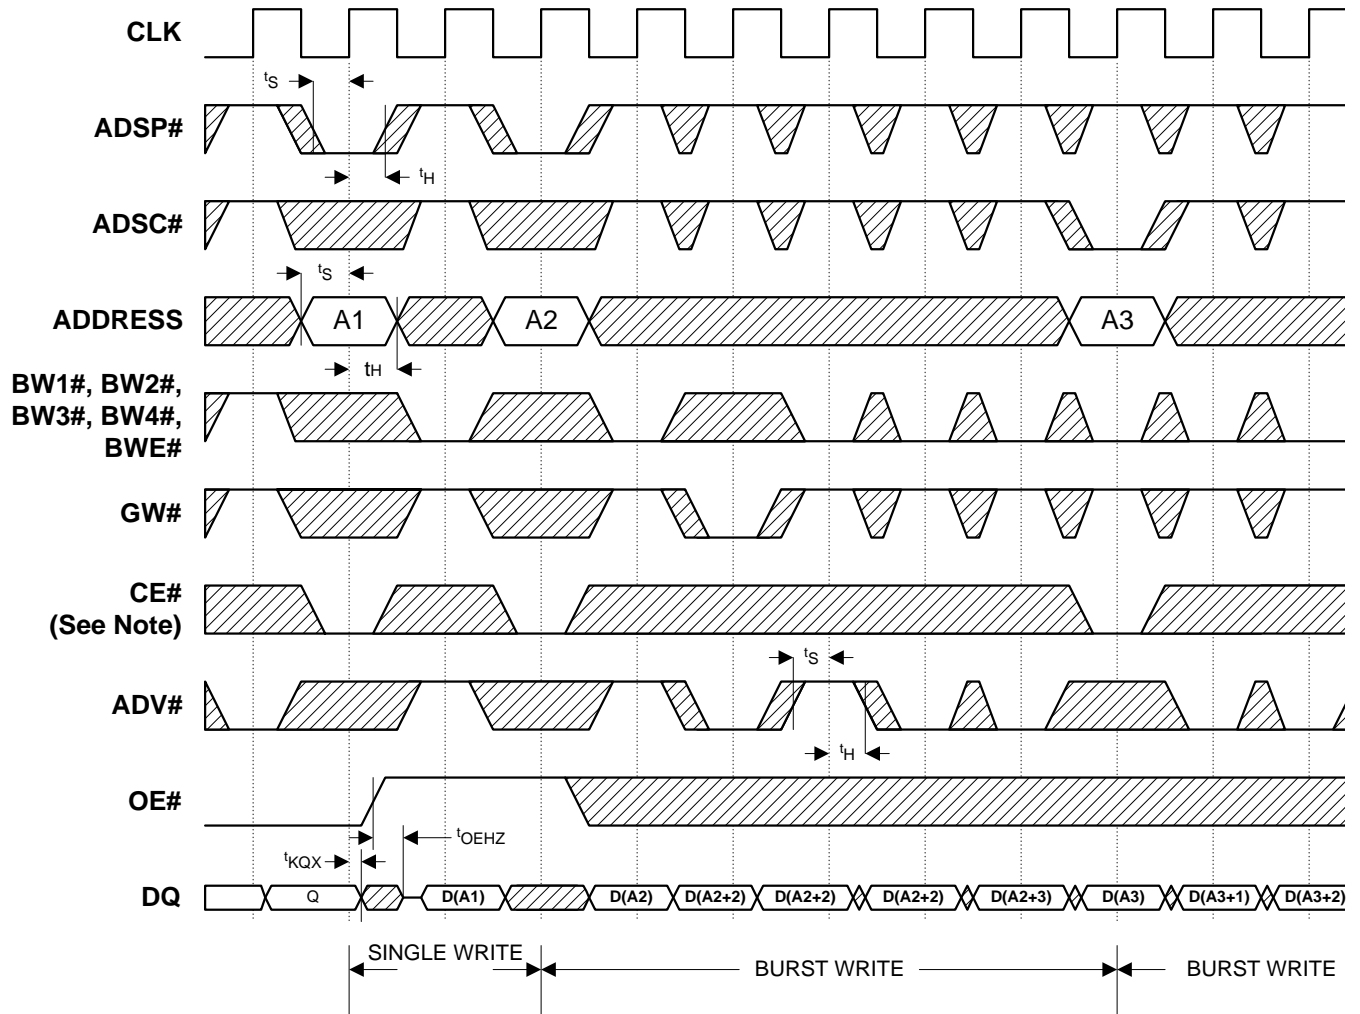 CLK
tS
ADSP#
tH
ADSC#
tS
ADDRESS A1 A2 A3
tH
BW1#, BW2#,
BW3#, BW4#,
BWE#
GW#
CE#
(See Note)
tS
ADV#
tH
OE#
tOEHZ
tKQX
DQ Q D(A1) D(A2) D(A2+2) D(A2+2) D(A2+2) D(A2+3) D(A3) D(A3+1) D(A3+2)
SINGLE WRITE BURST WRITE BURST WRITE